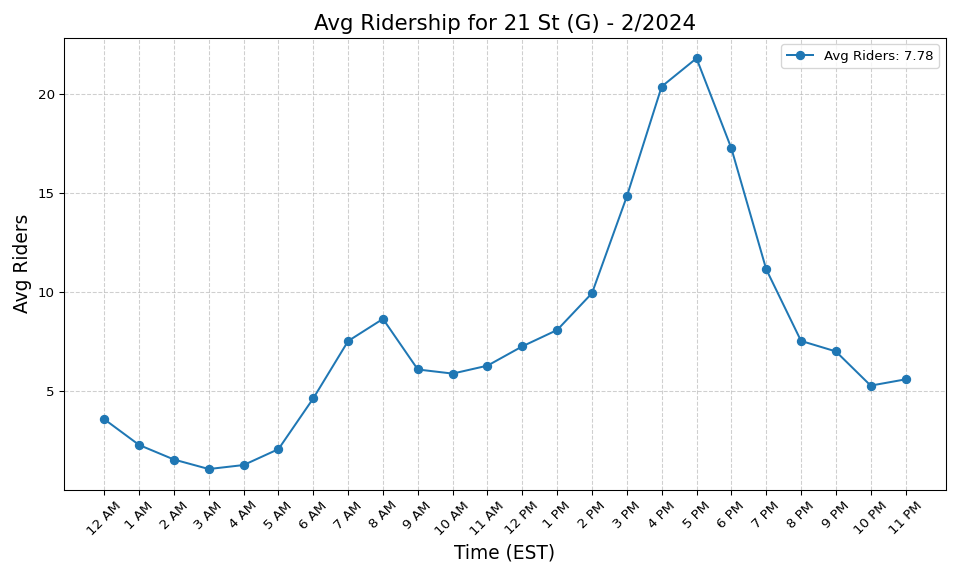 Avg Ridership for 21 St (G) - 2/2024
Avg Riders: 7.78
Avg Riders
20
15
10
5
12 AM
1 AM
2 AM
3 AM
4 AM
5 AM
6 AM
7 AM
8 AM
9 AM
10 AM
11 AM
12 PM
1 PM
2 PM
3 PM
4 PM
5 PM
6 PM
7 PM
8 PM
9 PM
10 PM
11 PM
Time (EST)